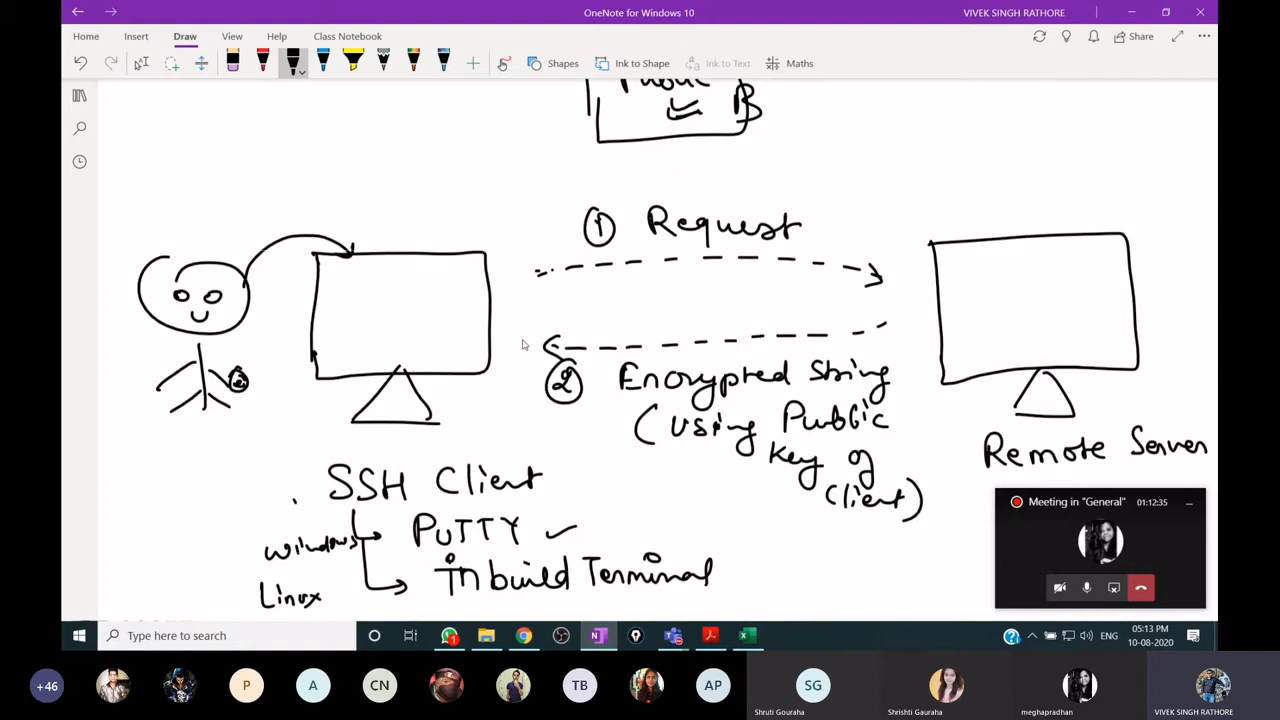 OneNote for Windows 10
VIVEK SINGH RATHORE
Home Insert Draw View Help Class Notebook
Share
Shapes Ink to Shape Ink to Text Maths
Public
B
① Request
② Encrypted String
(Using Public
key of
Client)
Remote Server
SSH Client
Windows PuTTY
Linux Inbuild Terminal
Meeting in "General" 01:12:35
Type here to search
ENG
05:13 PM
10-08-2020
+46 P A CN TB AP SG
Shruti Gouraha Shrishti Gauraha meghapradhan VIVEK SINGH RATHORE